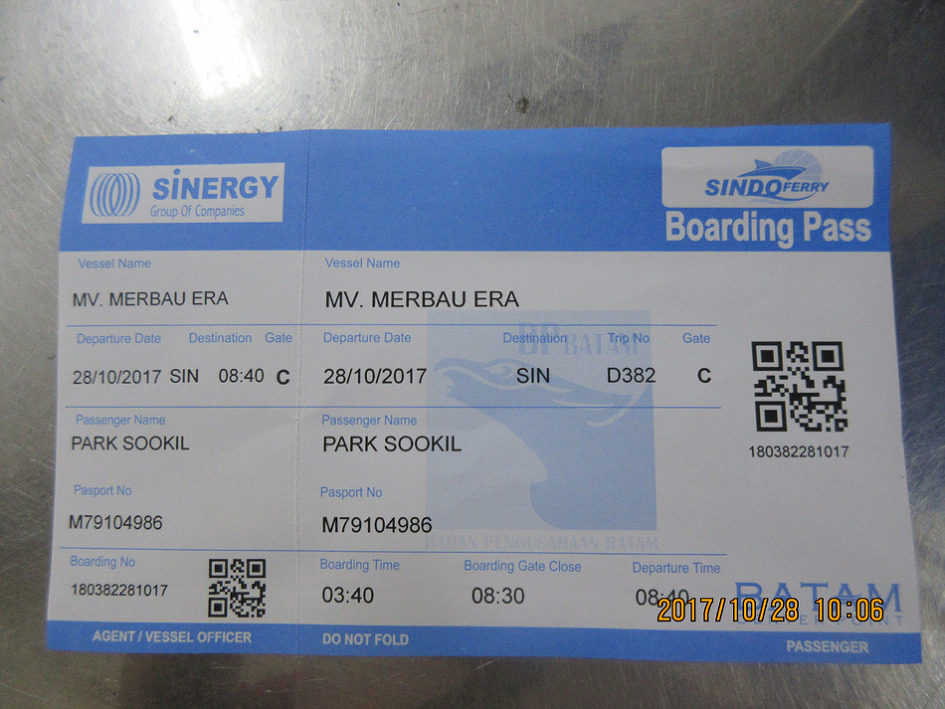 SiNERGY
Group Of Companies
SINDOFERRY
Boarding Pass
Vessel Name
MV. MERBAU ERA
Vessel Name
MV. MERBAU ERA
Departure Date Destination Gate
28/10/2017 SIN 08:40 C
Departure Date Destination Trip No Gate
28/10/2017 SIN D382 C
BP BATAM
Passenger Name
PARK SOOKIL
Passenger Name
PARK SOOKIL
180382281017
Pasport No
M79104986
Pasport No
M79104986
BADAN PENGUSAHAAN BATAM
Boarding No
180382281017
Boarding Time Boarding Gate Close Departure Time
03:40 08:30 08:40
BATAM
2017/10/28 10:06
AGENT / VESSEL OFFICER
DO NOT FOLD
PASSENGER